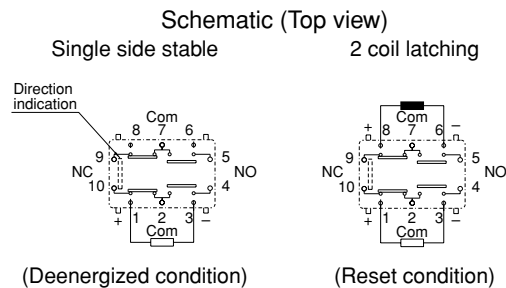 Schematic (Top view)
Single side stable
2 coil latching
Direction
indication
Com
8 7 6
+ −
9 5
NC NO
10 4
+ −
1 2 3
Com
Com
8 7 6
+ −
9 5
NC NO
10 4
+ −
1 2 3
Com
(Deenergized condition)
(Reset condition)